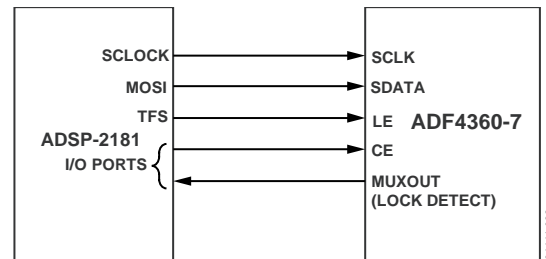 SCLOCK
MOSI
TFS
ADSP-2181
I/O PORTS
SCLK
SDATA
LE
ADF4360-7
CE
MUXOUT
(LOCK DETECT)